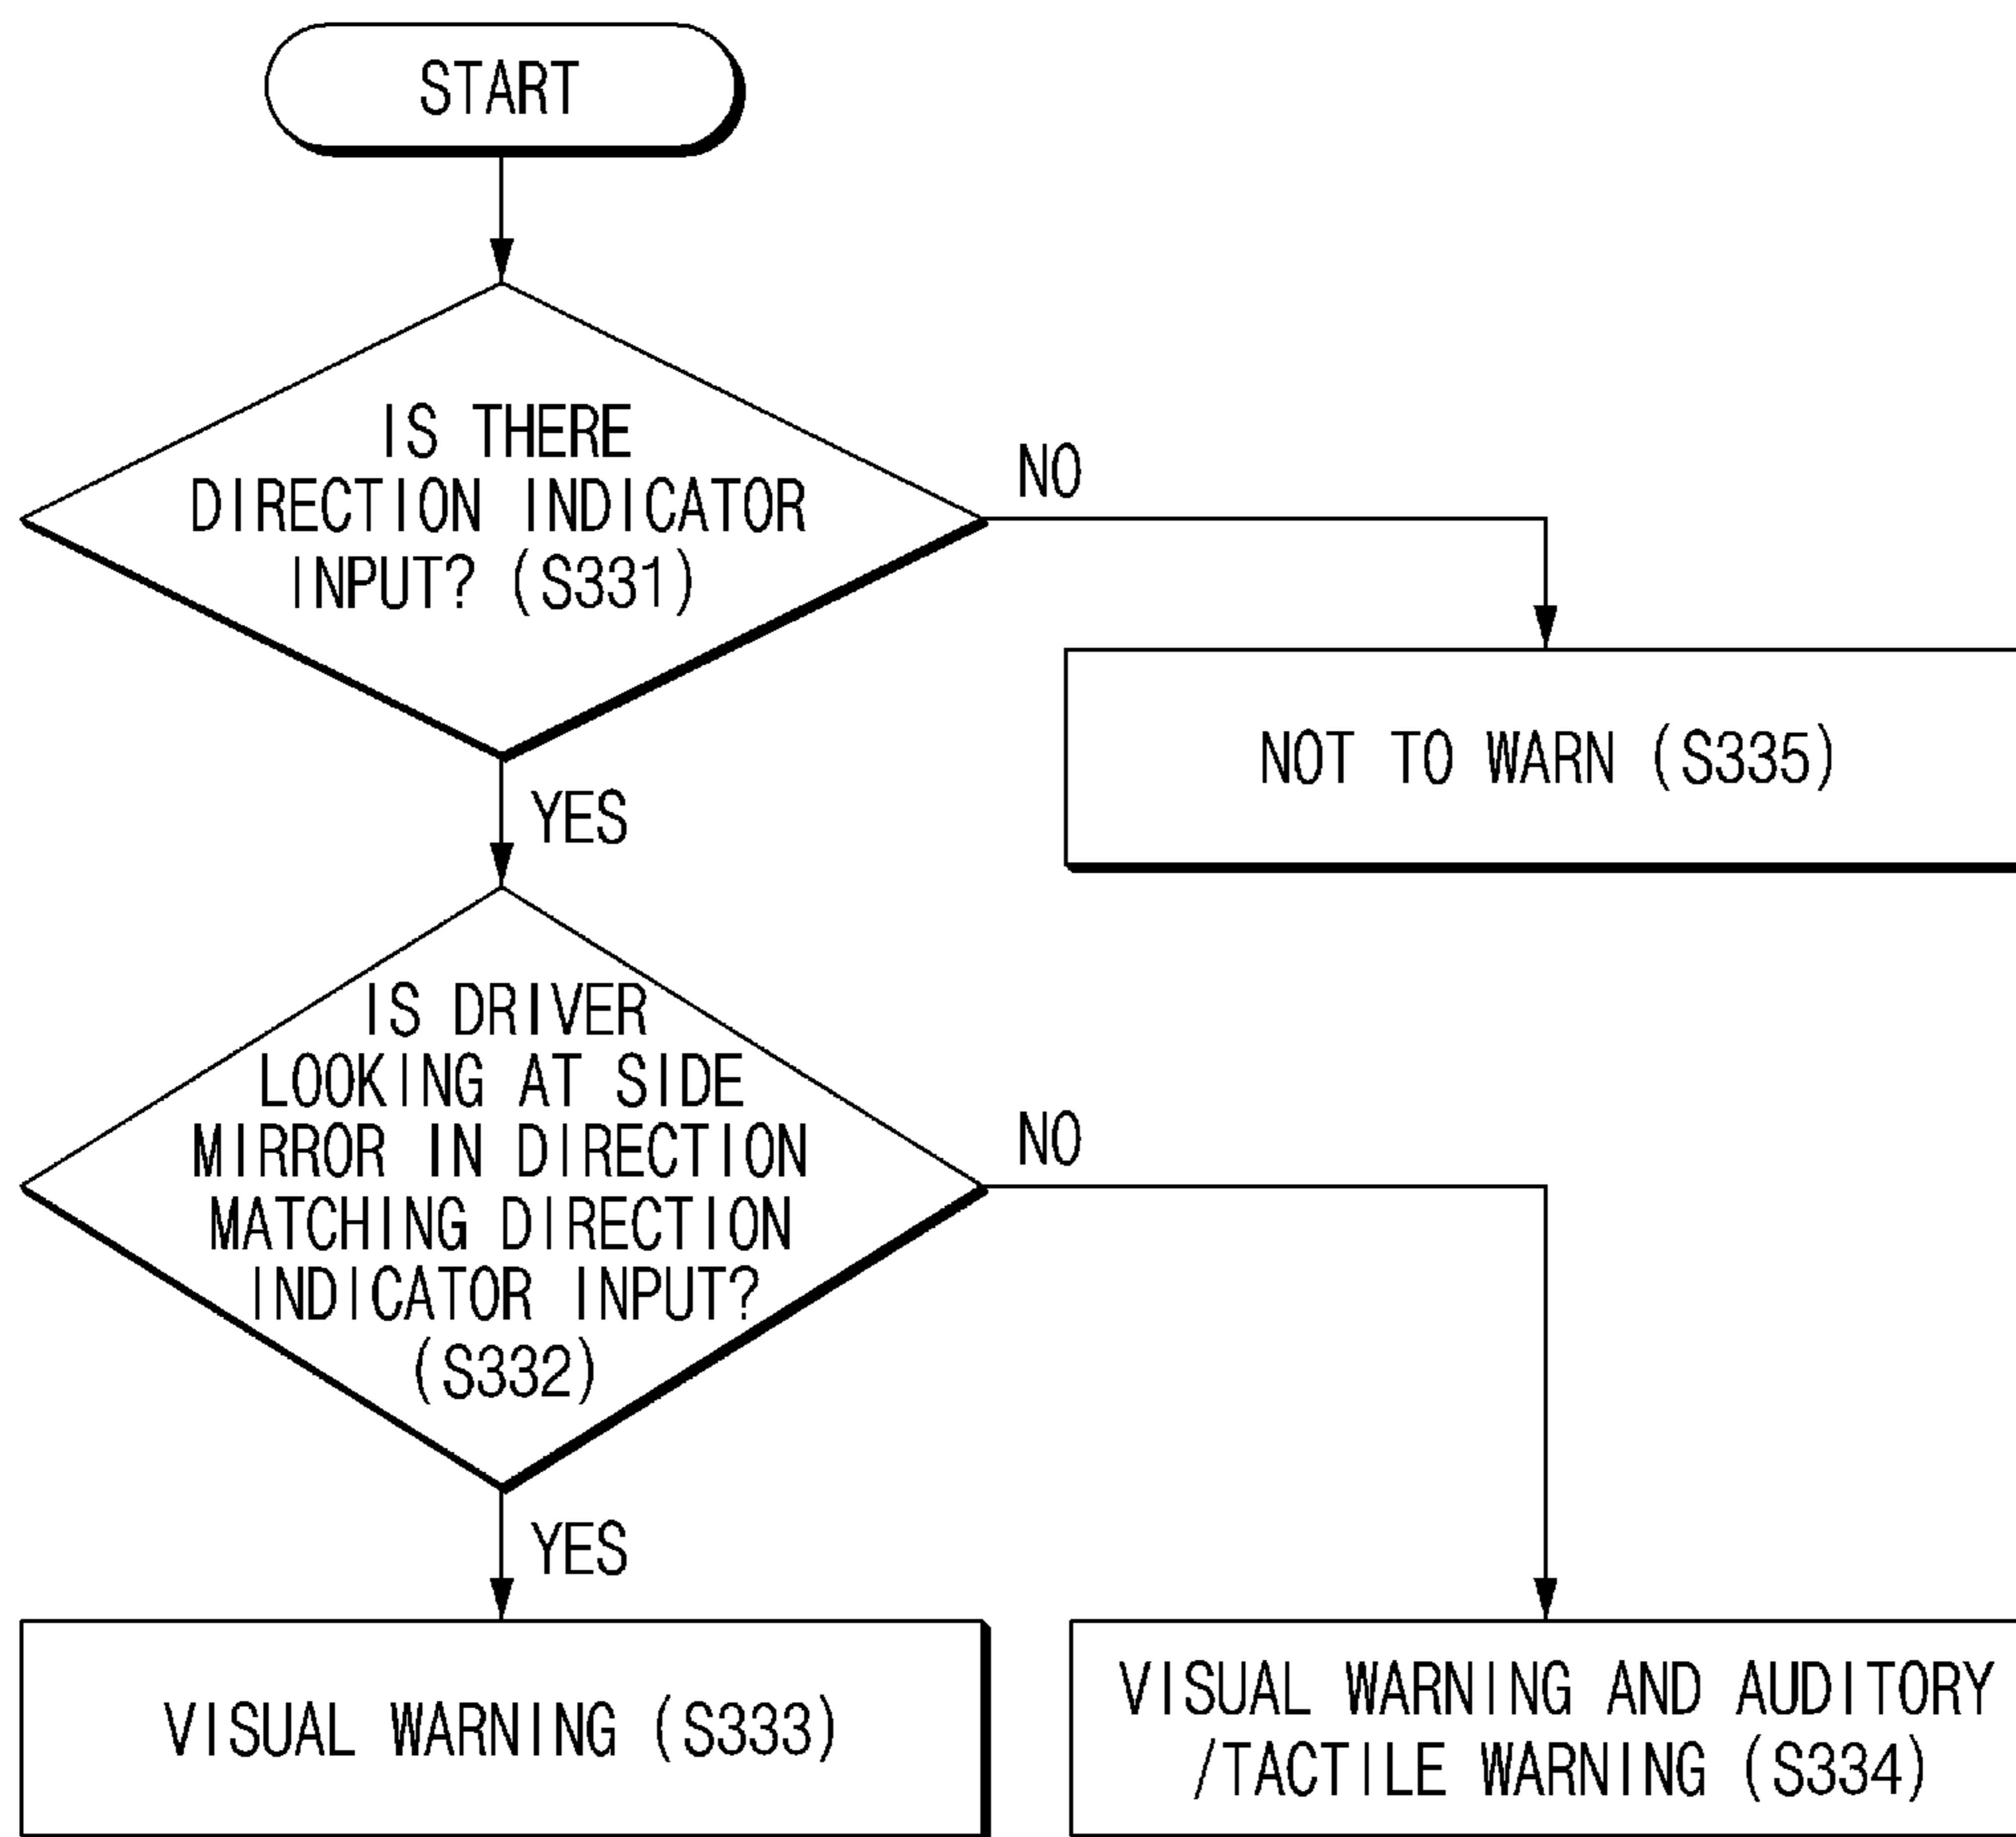 START
IS THERE
DIRECTION INDICATOR
INPUT? (S331)
NO
NOT TO WARN (S335)
YES
IS DRIVER
LOOKING AT SIDE
MIRROR IN DIRECTION
MATCHING DIRECTION
INDICATOR INPUT?
(S332)
NO
YES
VISUAL WARNING (S333)
VISUAL WARNING AND AUDITORY
/TACTILE WARNING (S334)